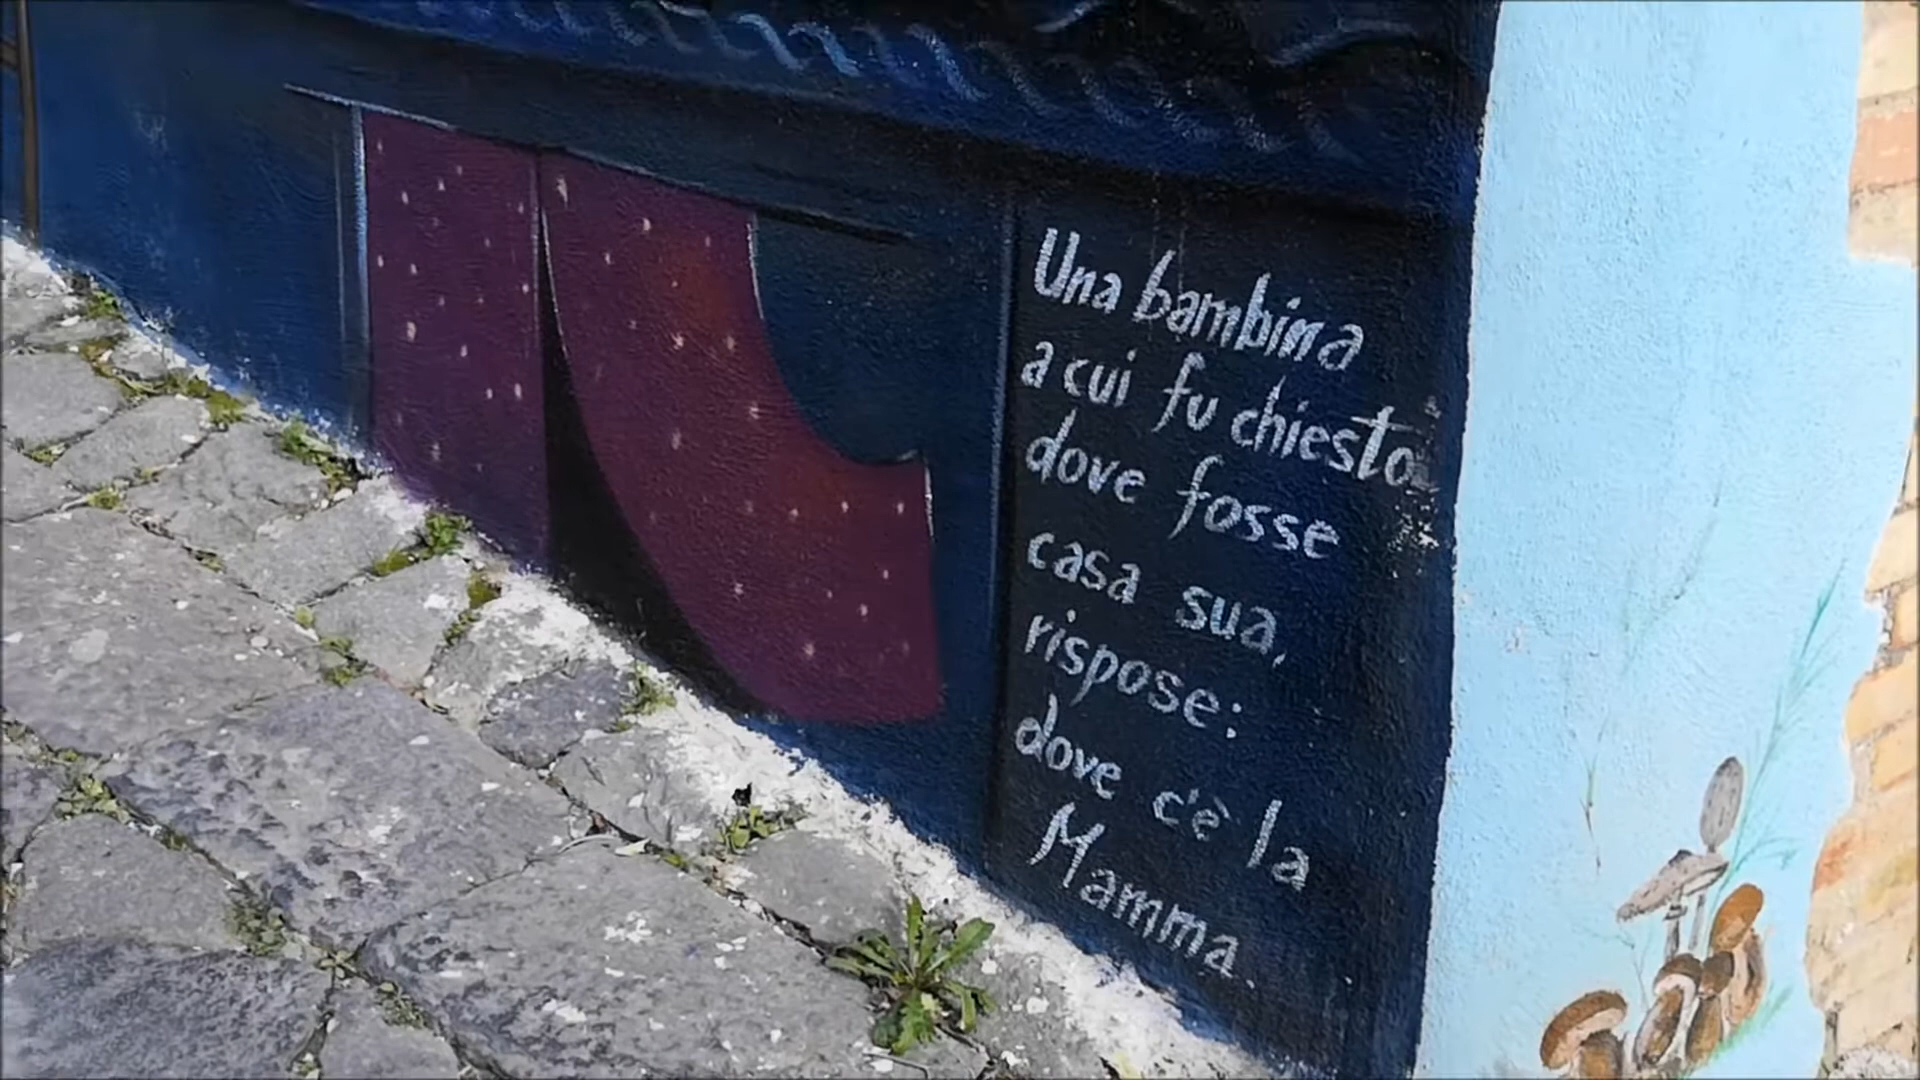 Una bambina
a cui fu chiesto
dove fosse
casa sua,
rispose:
dove c'è la
Mamma